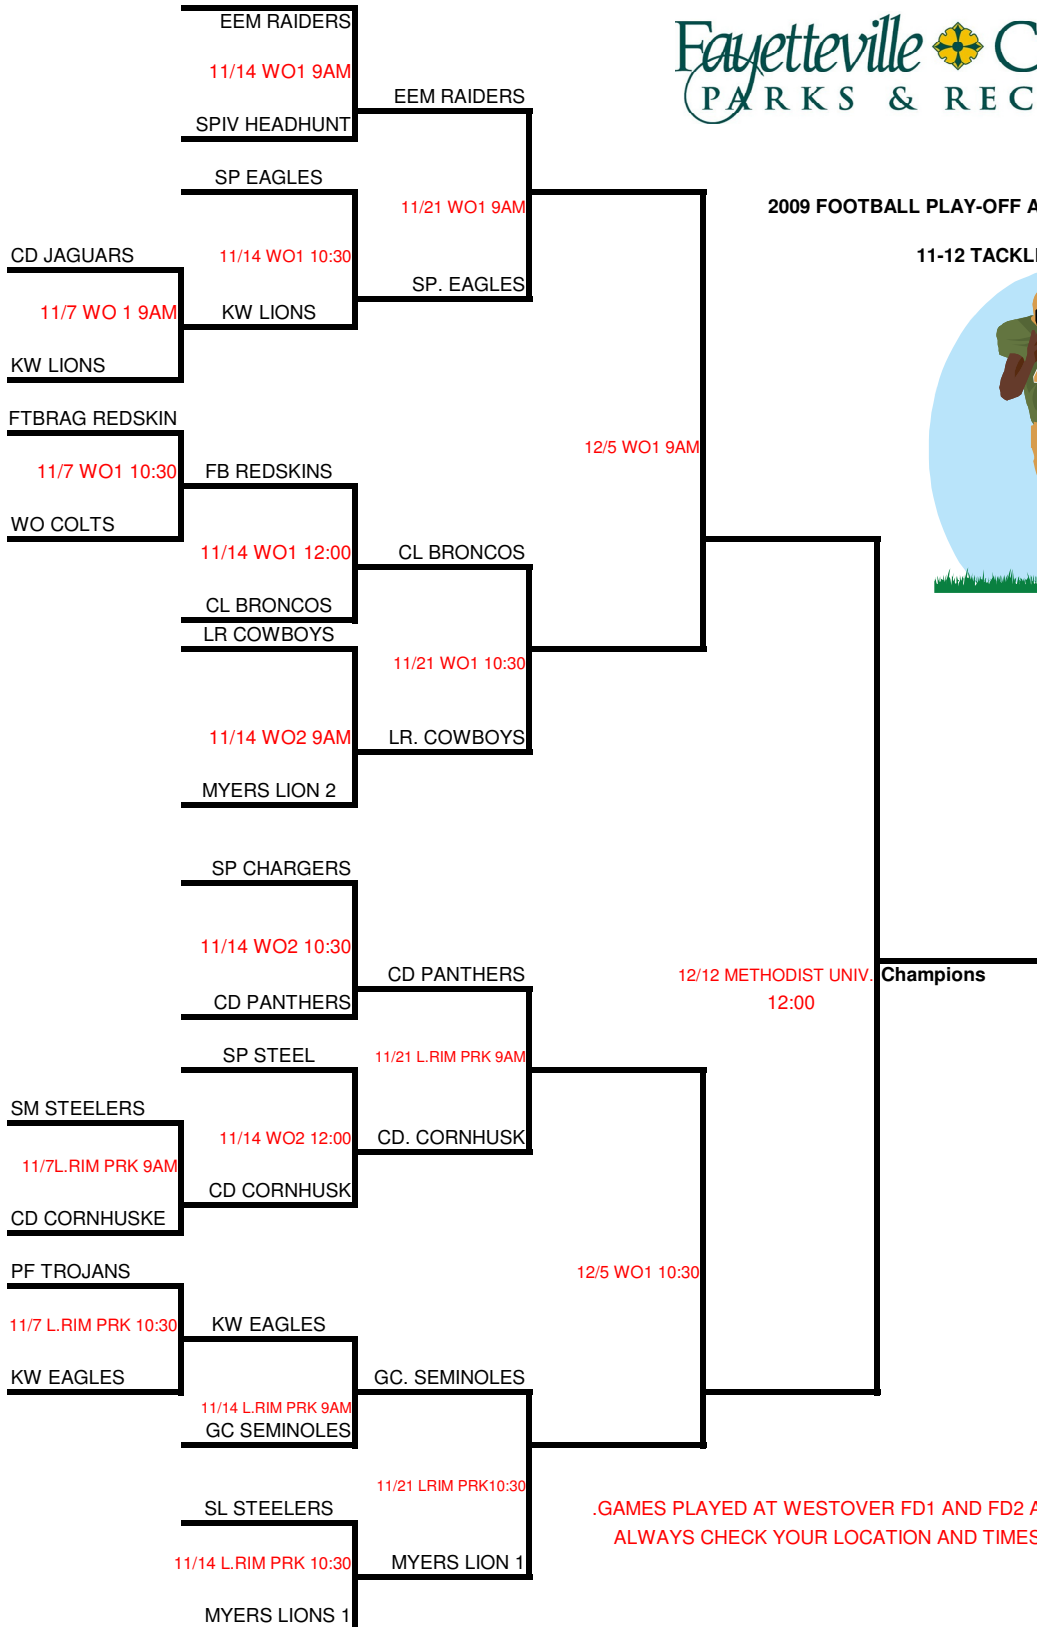 EEM RAIDERS
Fayetteville
PARKS & REC
11/14 WO1 9AM
EEM RAIDERS
SPIV HEADHUNT
SP EAGLES
11/21 WO1 9AM
2009 FOOTBALL PLAY-OFF A
CD JAGUARS
11/14 WO1 10:30
11-12 TACKL
SP. EAGLES
11/7 WO 1 9AM
KW LIONS
KW LIONS
FTBRAG REDSKIN
12/5 WO1 9AM
11/7 WO1 10:30
FB REDSKINS
WO COLTS
11/14 WO1 12:00
CL BRONCOS
CL BRONCOS
LR COWBOYS
11/21 WO1 10:30
11/14 WO2 9AM
LR. COWBOYS
MYERS LION 2
SP CHARGERS
11/14 WO2 10:30
CD PANTHERS
12/12 METHODIST UNIV.
Champions
CD PANTHERS
12:00
SP STEEL
11/21 L.RIM PRK 9AM
SM STEELERS
11/14 WO2 12:00
CD. CORNHUSK
11/7L.RIM PRK 9AM
CD CORNHUSK
CD CORNHUSKE
PF TROJANS
12/5 WO1 10:30
11/7 L.RIM PRK 10:30
KW EAGLES
KW EAGLES
GC. SEMINOLES
11/14 L.RIM PRK 9AM
GC SEMINOLES
11/21 LRIM PRK10:30
SL STEELERS
.GAMES PLAYED AT WESTOVER FD1 AND FD2 A
ALWAYS CHECK YOUR LOCATION AND TIMES
11/14 L.RIM PRK 10:30
MYERS LION 1
MYERS LIONS 1